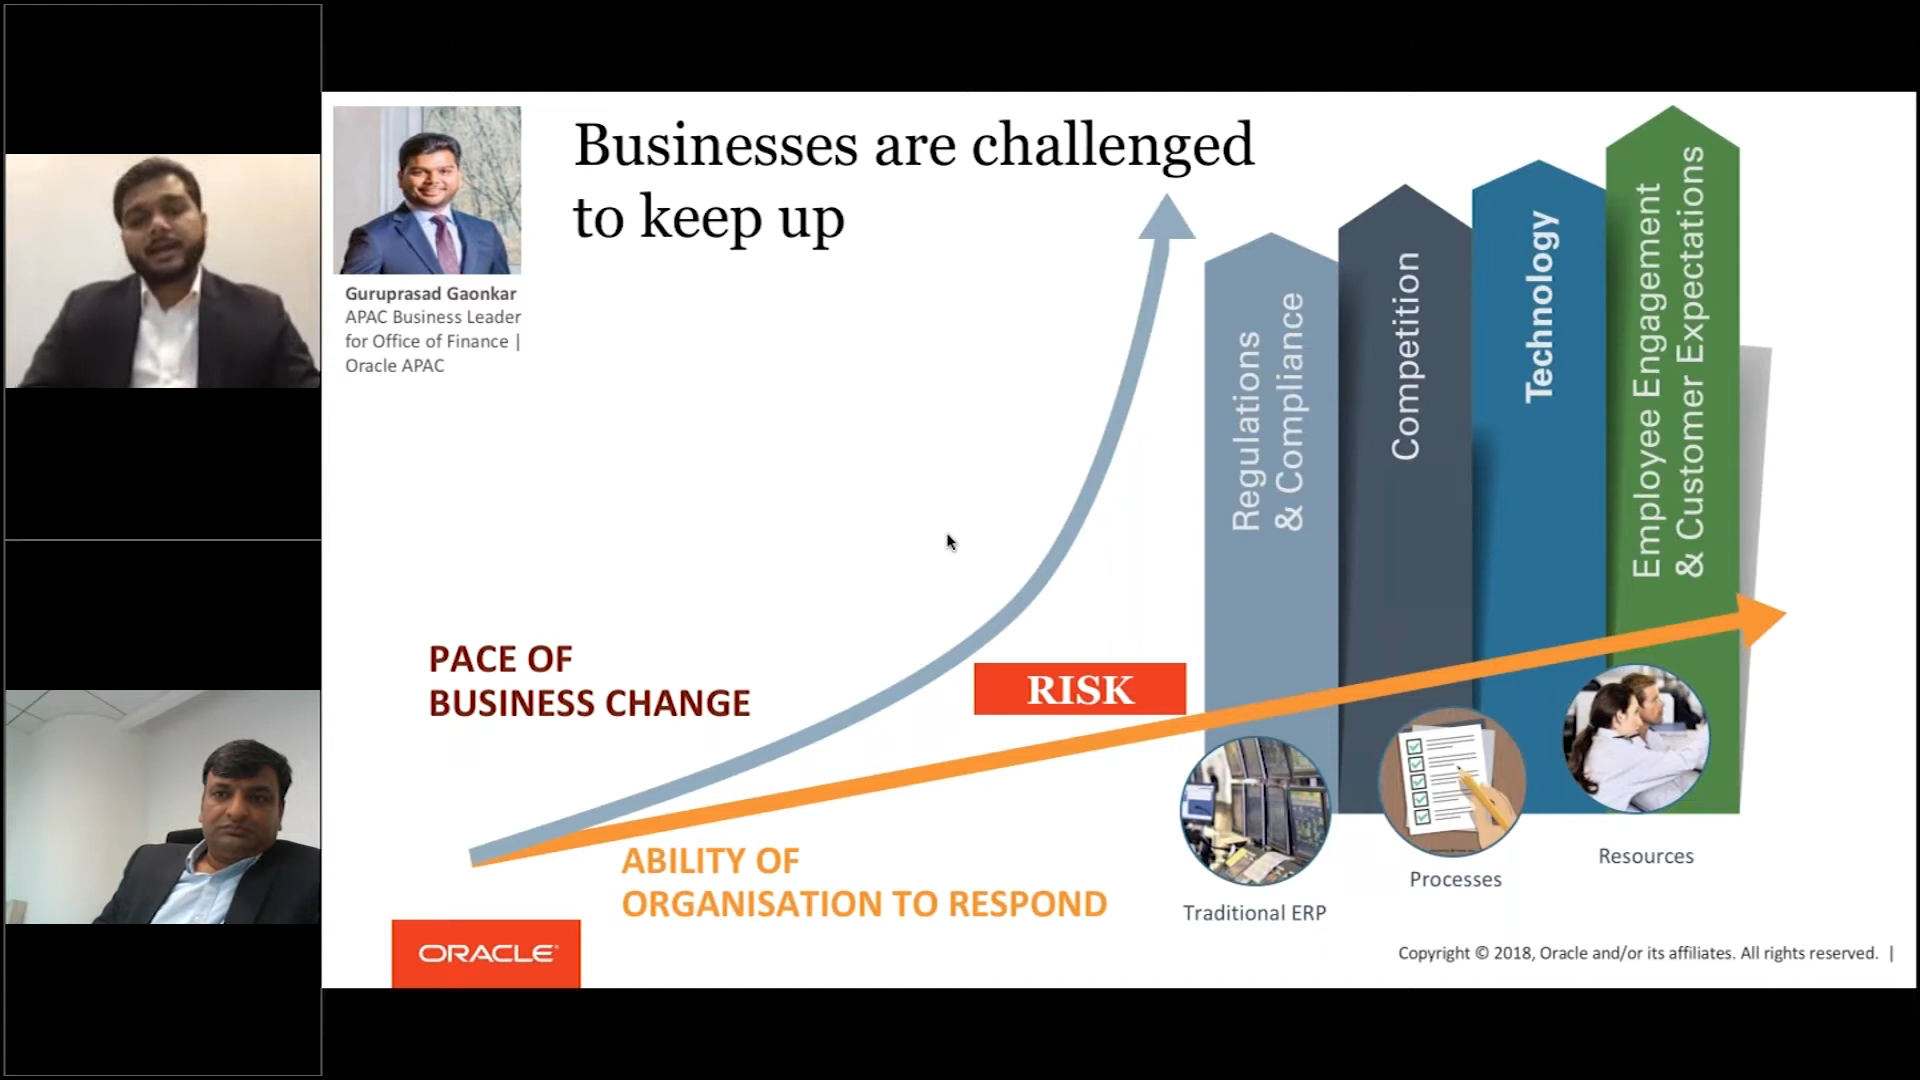 Businesses are challenged
to keep up
Guruprasad Gaonkar
APAC Business Leader
for Office of Finance |
Oracle APAC
Regulations
& Compliance
Competition
Technology
Employee Engagement
& Customer Expectations
PACE OF
BUSINESS CHANGE
RISK
ABILITY OF
ORGANISATION TO RESPOND
Traditional ERP
Processes
Resources
ORACLE
Copyright © 2018, Oracle and/or its affiliates. All rights reserved. |